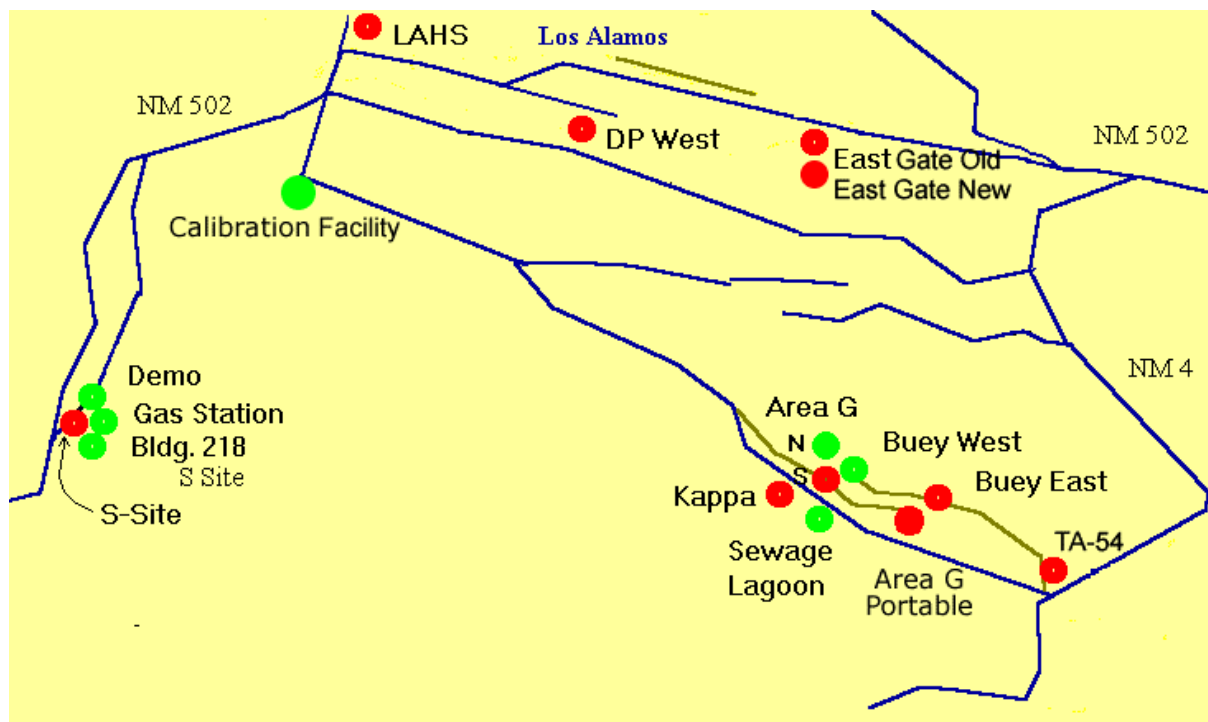 LAHS
Los Alamos
NM 502
DP West
NM 502
East Gate Old
East Gate New
Calibration Facility
NM 4
Demo
Gas Station
Bldg. 218
S Site
S-Site
Area G
N
S
Buey West
Buey East
Kappa
Sewage
Lagoon
TA-54
Area G
Portable